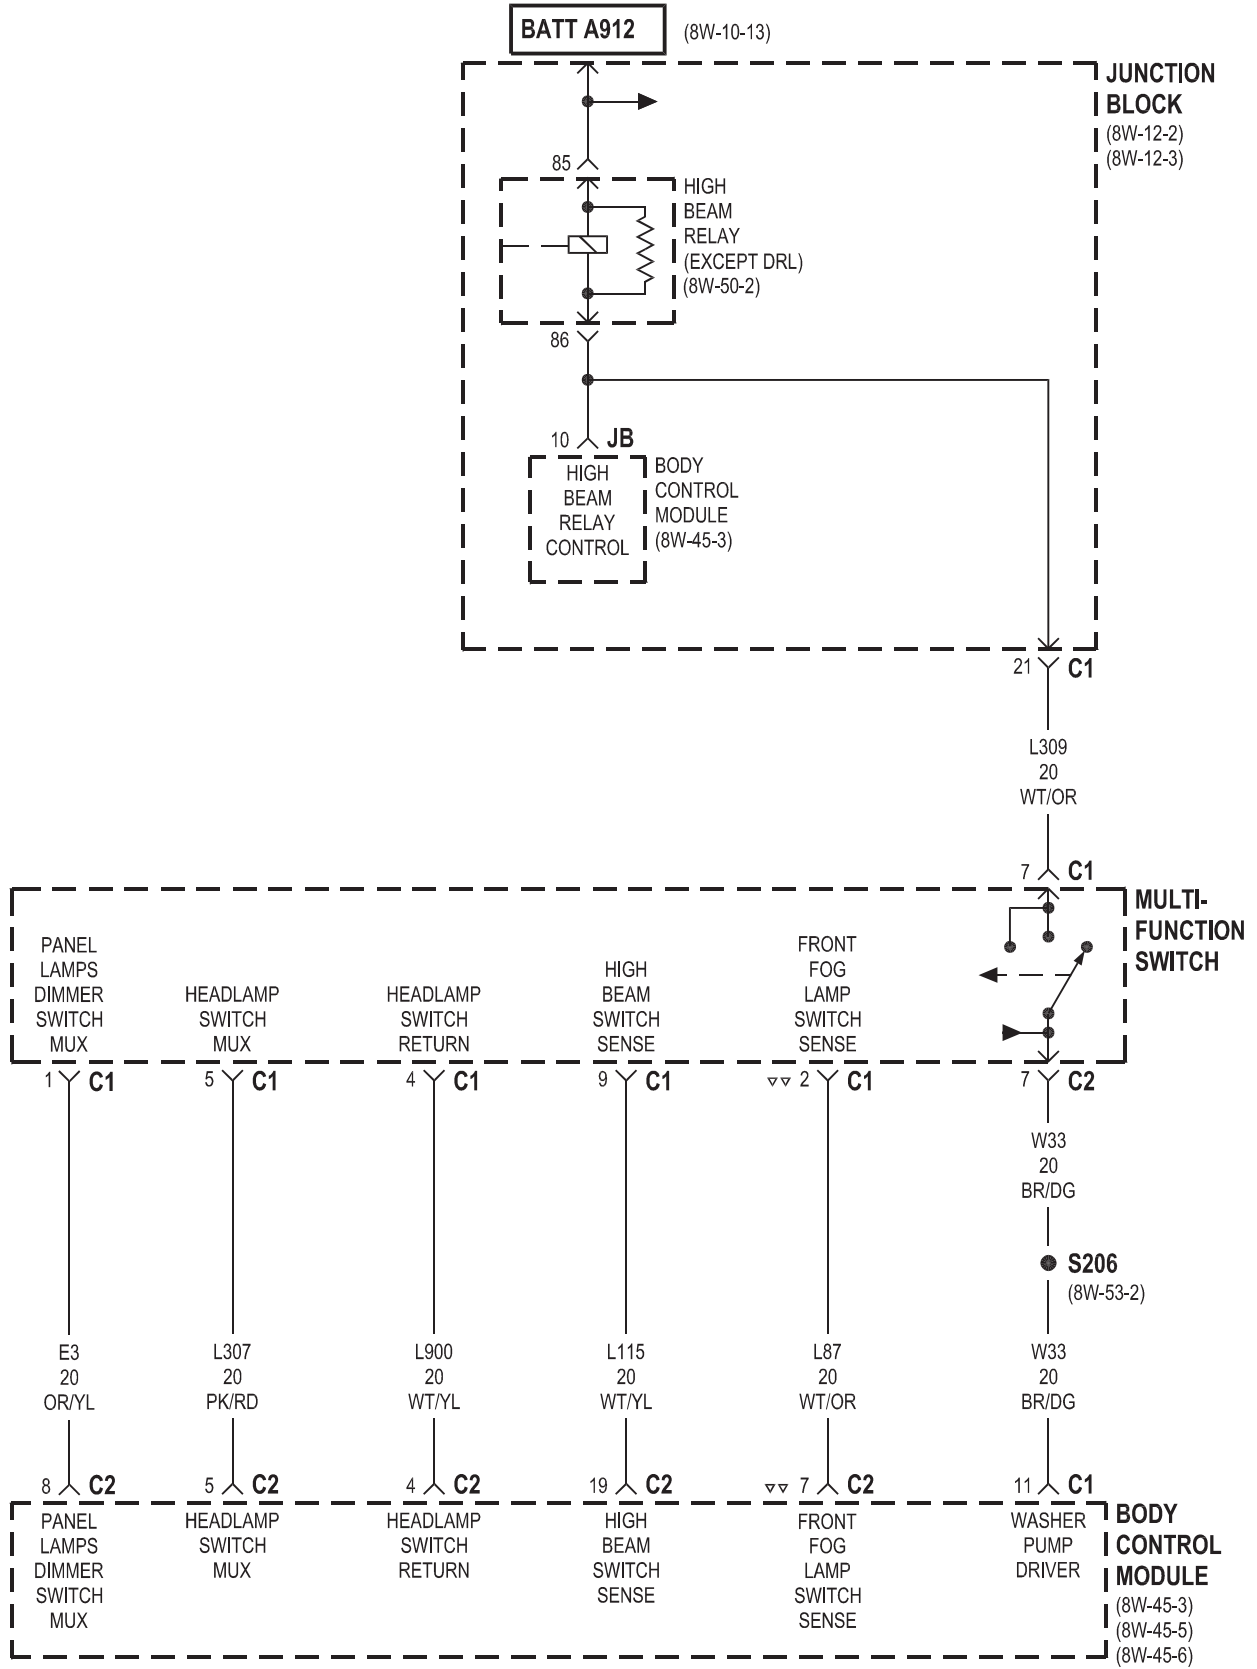 BATT A912 (8W-10-13)
JUNCTION
BLOCK
(8W-12-2)
(8W-12-3)
85
HIGH
BEAM
RELAY
(EXCEPT DRL)
(8W-50-2)
86
10 JB
HIGH
BEAM
RELAY
CONTROL
BODY
CONTROL
MODULE
(8W-45-3)
21 C1
L309
20
WT/OR
7 C1
MULTI-
FUNCTION
SWITCH
PANEL
LAMPS
DIMMER
SWITCH
MUX
HEADLAMP
SWITCH
MUX
HEADLAMP
SWITCH
RETURN
HIGH
BEAM
SWITCH
SENSE
FRONT
FOG
LAMP
SWITCH
SENSE
1 C1
5 C1
4 C1
9 C1
2 C1
7 C2
W33
20
BR/DG
S206
(8W-53-2)
E3
20
OR/YL
L307
20
PK/RD
L900
20
WT/YL
L115
20
WT/YL
L87
20
WT/OR
W33
20
BR/DG
8 C2
5 C2
4 C2
19 C2
7 C2
11 C1
PANEL
LAMPS
DIMMER
SWITCH
MUX
HEADLAMP
SWITCH
MUX
HEADLAMP
SWITCH
RETURN
HIGH
BEAM
SWITCH
SENSE
FRONT
FOG
LAMP
SWITCH
SENSE
WASHER
PUMP
DRIVER
BODY
CONTROL
MODULE
(8W-45-3)
(8W-45-5)
(8W-45-6)